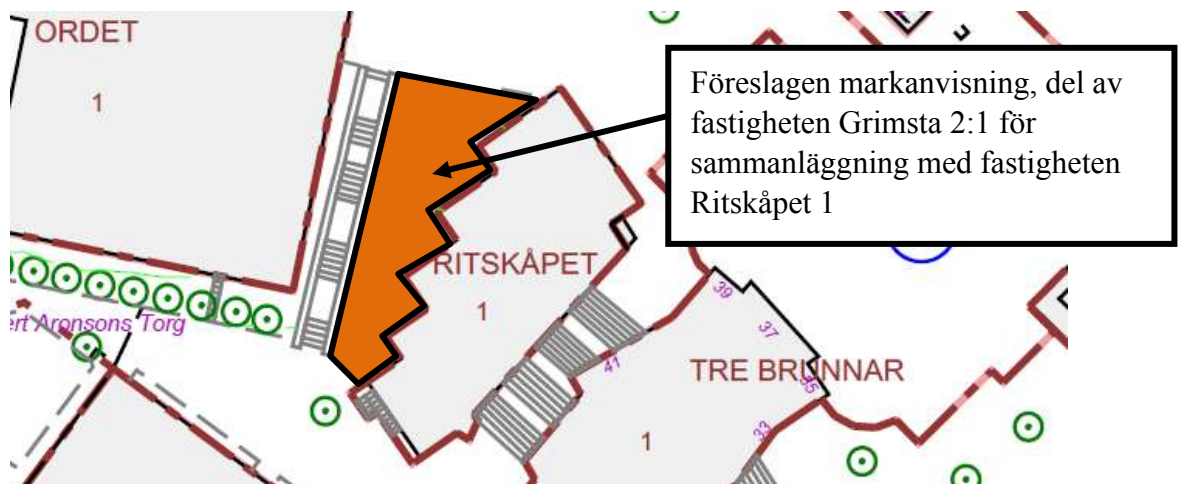 ORDET
1
Föreslagen markanvisning, del av
fastigheten Grimsta 2:1 för
sammanläggning med fastigheten
Ritskåpet 1
RITSKÅPET
1
39
37
ert Aronsons Torg
41
TRE BRUNNAR
35
33
1